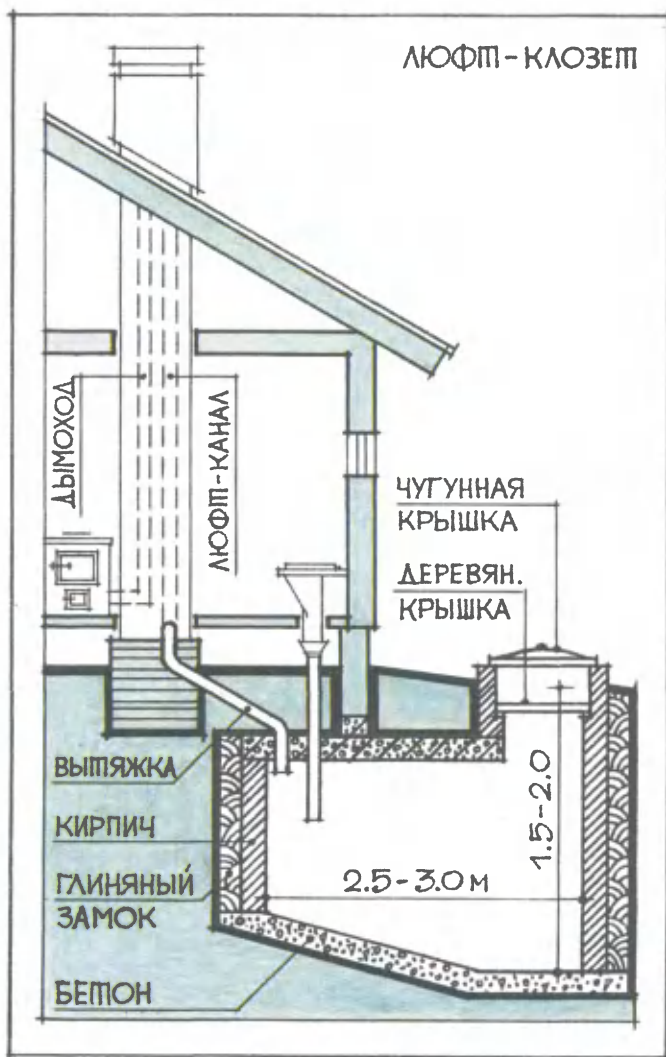 ЛЮФТ-КЛОЗЕТ
ДЫМОХОД
ЛЮФТ-КАНАЛ
ЧУГУННАЯ
КРЫШКА
ДЕРЕВЯН.
КРЫШКА
ВЫТЯЖКА
КИРПИЧ
ГЛИНЯНЫЙ
ЗАМОК
БЕТОН
2.5-3.0 м
1.5-2.0